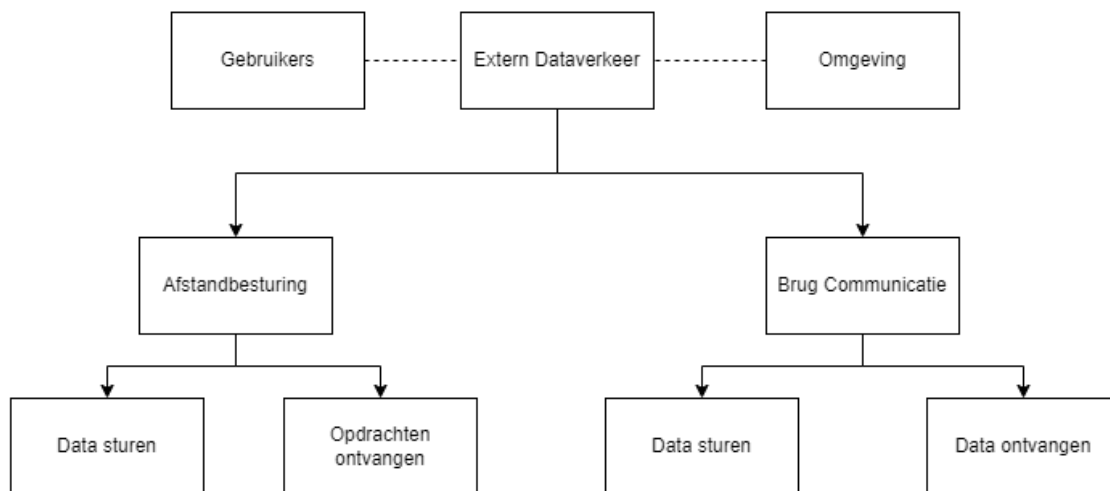 Gebruikers
Extern Dataverkeer
Omgeving
Afstandbesturing
Brug Communicatie
Data sturen
Opdrachten
ontvangen
Data sturen
Data ontvangen